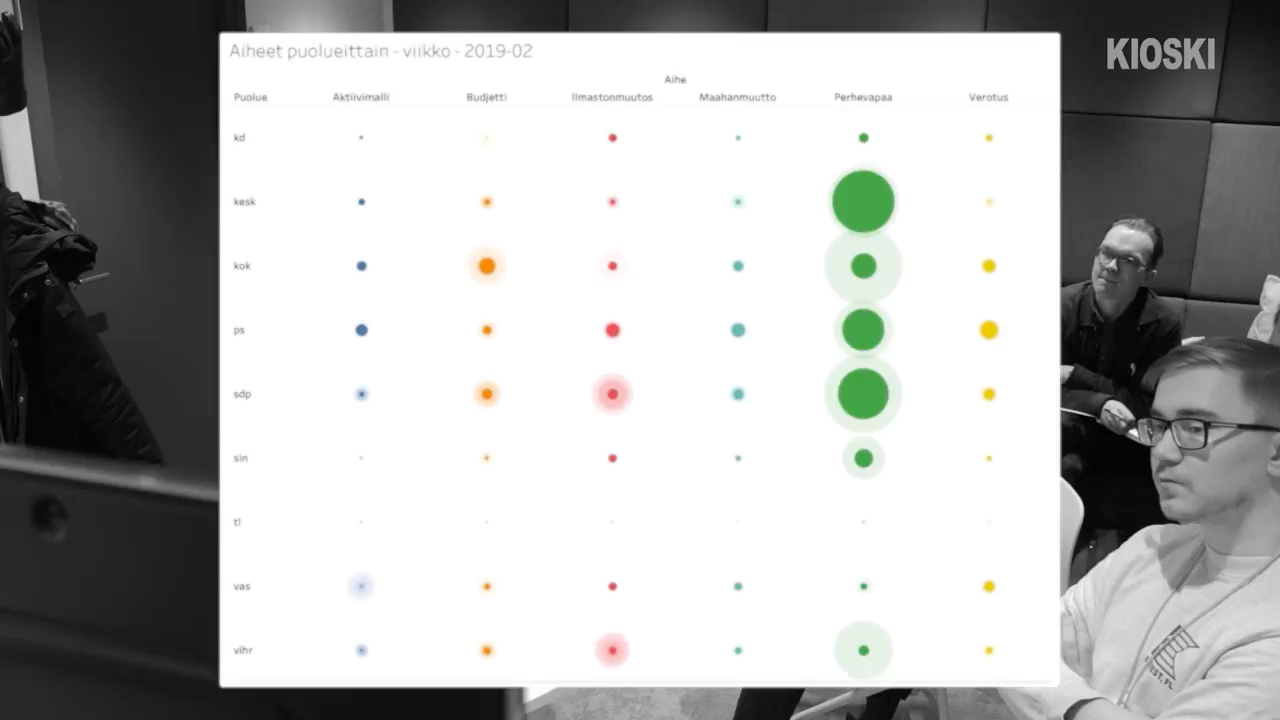 KIOSKI
Aiheet puolueittain - viikko - 2019-02
Aihe
Puolue Aktiivimalli Budjetti Ilmastonmuutos Maahanmuutto Perhevapaa Verotus
kd
kesk
kok
ps
sdp
sin
tl
vas
vihr